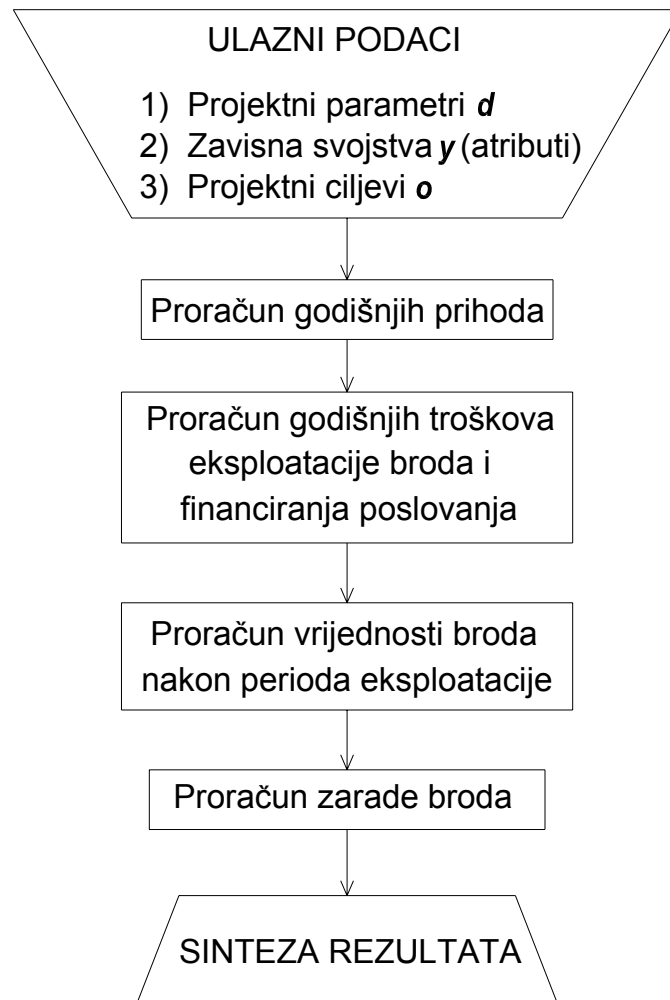 ULAZNI PODACI
1) Projektni parametri d
2) Zavisna svojstva y (atributi)
3) Projektni ciljevi o
Proračun godišnjih prihoda
Proračun godišnjih troškova
eksploatacije broda i
financiranja poslovanja
Proračun vrijednosti broda
nakon perioda eksploatacije
Proračun zarade broda
SINTEZA REZULTATA